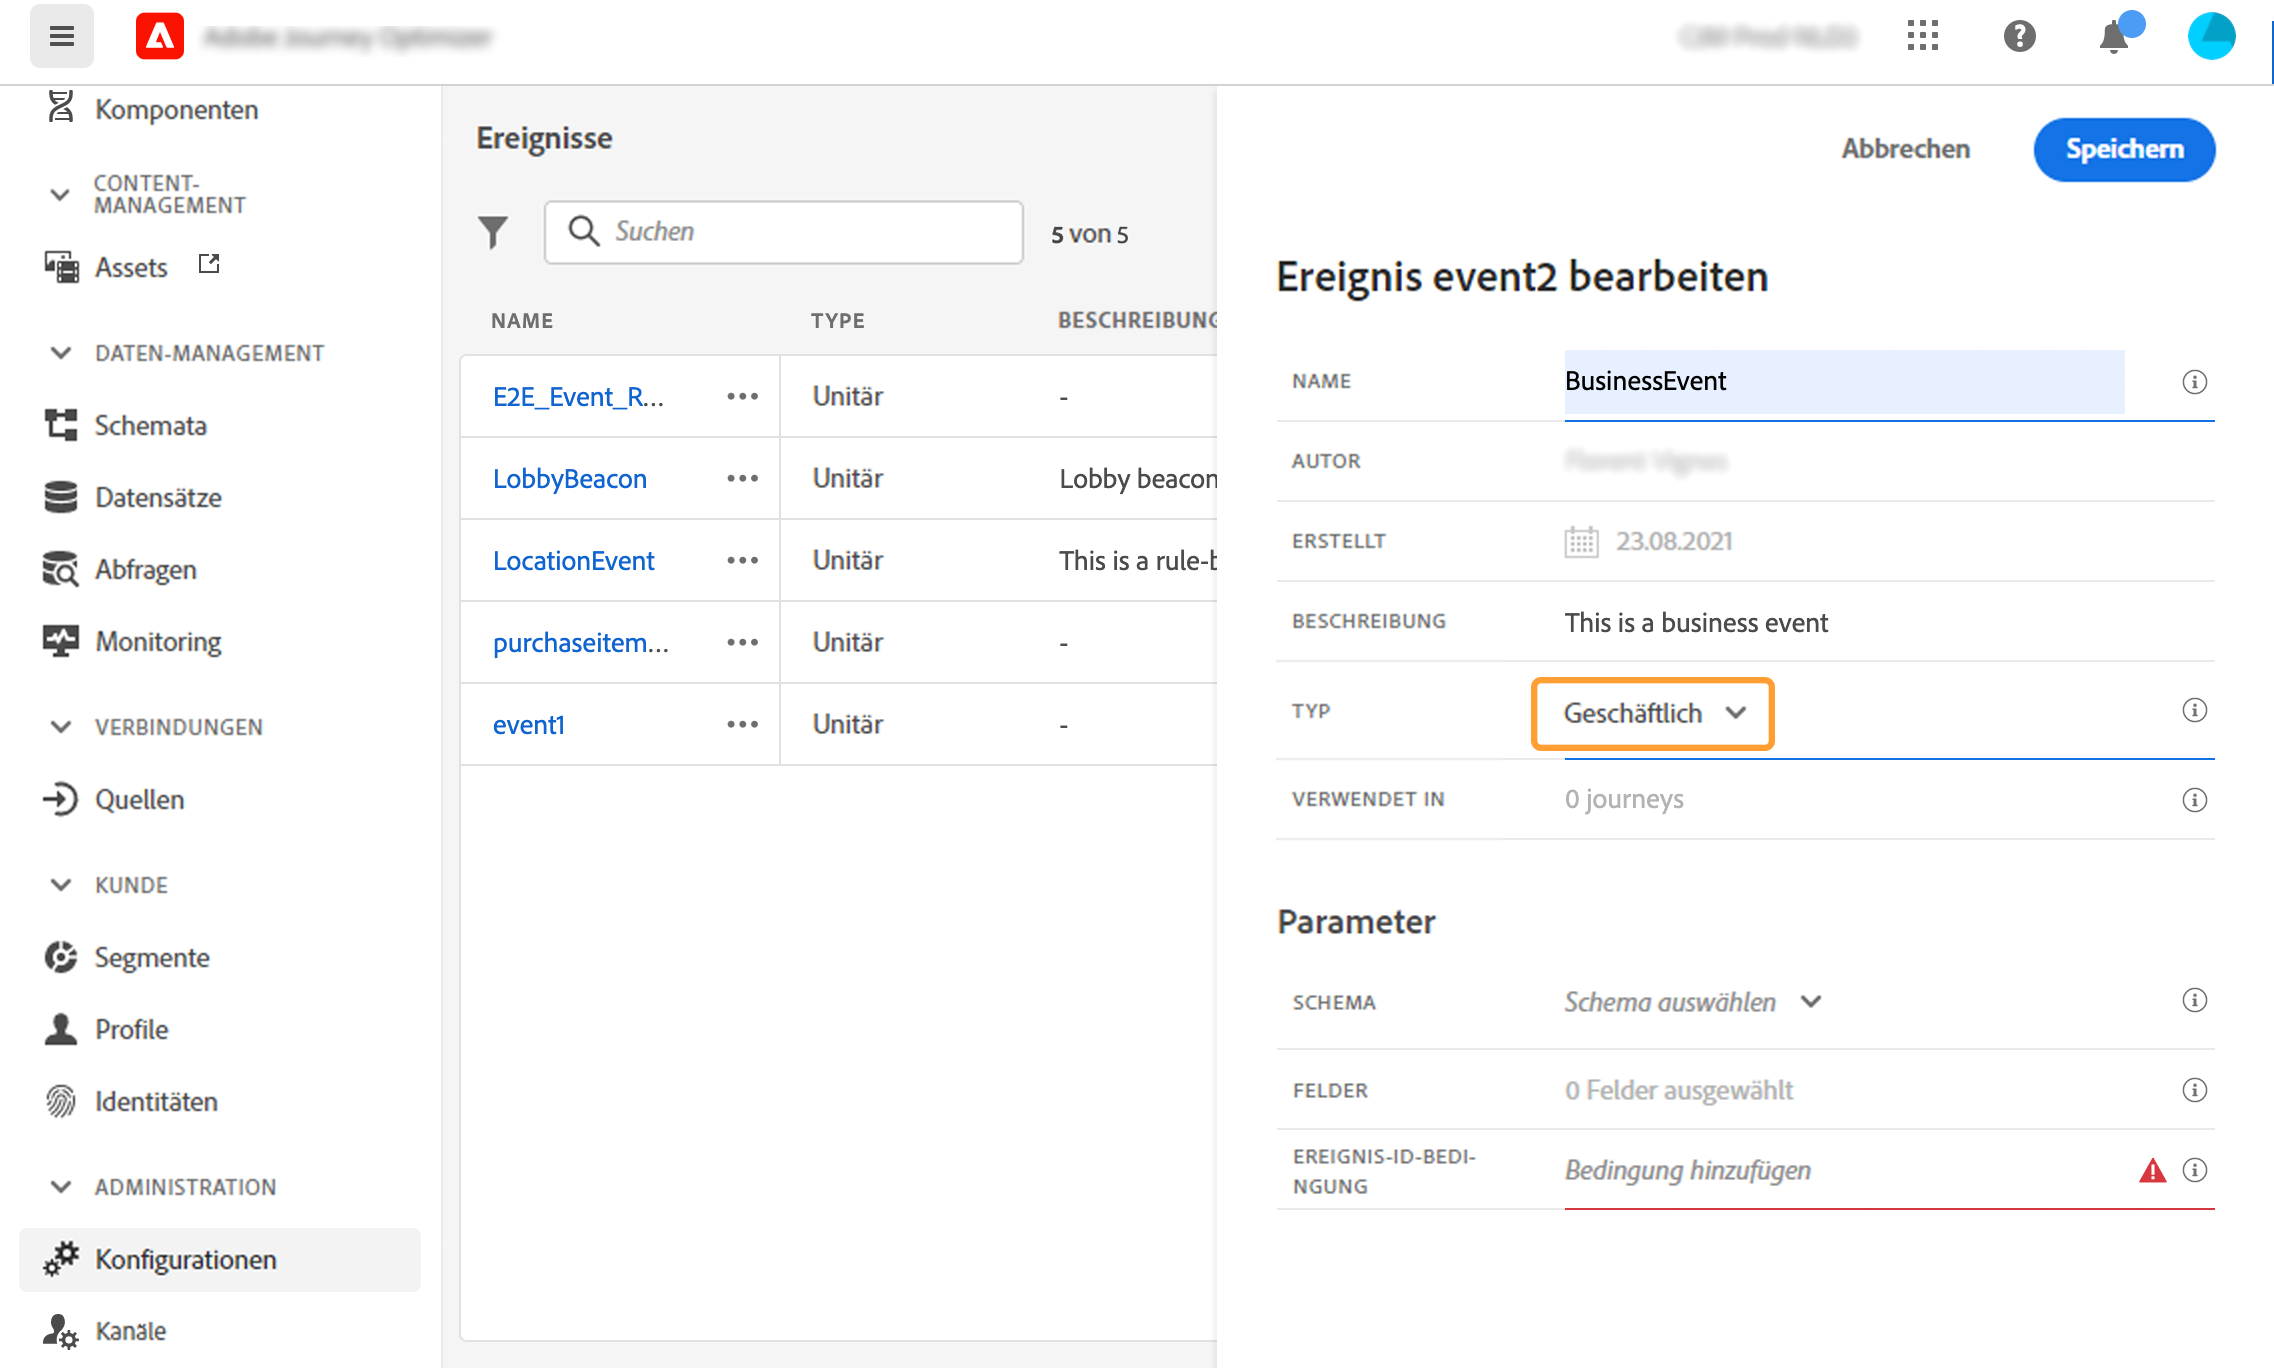 Komponenten
CONTENT-
MANAGEMENT
Assets
DATEN-MANAGEMENT
Schemata
Datensätze
Abfragen
Monitoring
VERBINDUNGEN
Quellen
KUNDE
Segmente
Profile
Identitäten
ADMINISTRATION
Konfigurationen
Kanäle
Ereignisse
Suchen
5 von 5
NAME TYPE BESCHREIBUNG
E2E_Event_R... Unitär -
LobbyBeacon Unitär Lobby beacon
LocationEvent Unitär This is a rule-b
purchaseitem... Unitär -
event1 Unitär -
Abbrechen Speichern
Ereignis event2 bearbeiten
NAME BusinessEvent
AUTOR
ERSTELLT 23.08.2021
BESCHREIBUNG This is a business event
TYP Geschäftlich
VERWENDET IN 0 journeys
Parameter
SCHEMA Schema auswählen
FELDER 0 Felder ausgewählt
EREIGNIS-ID-BEDI-
NGUNG Bedingung hinzufügen